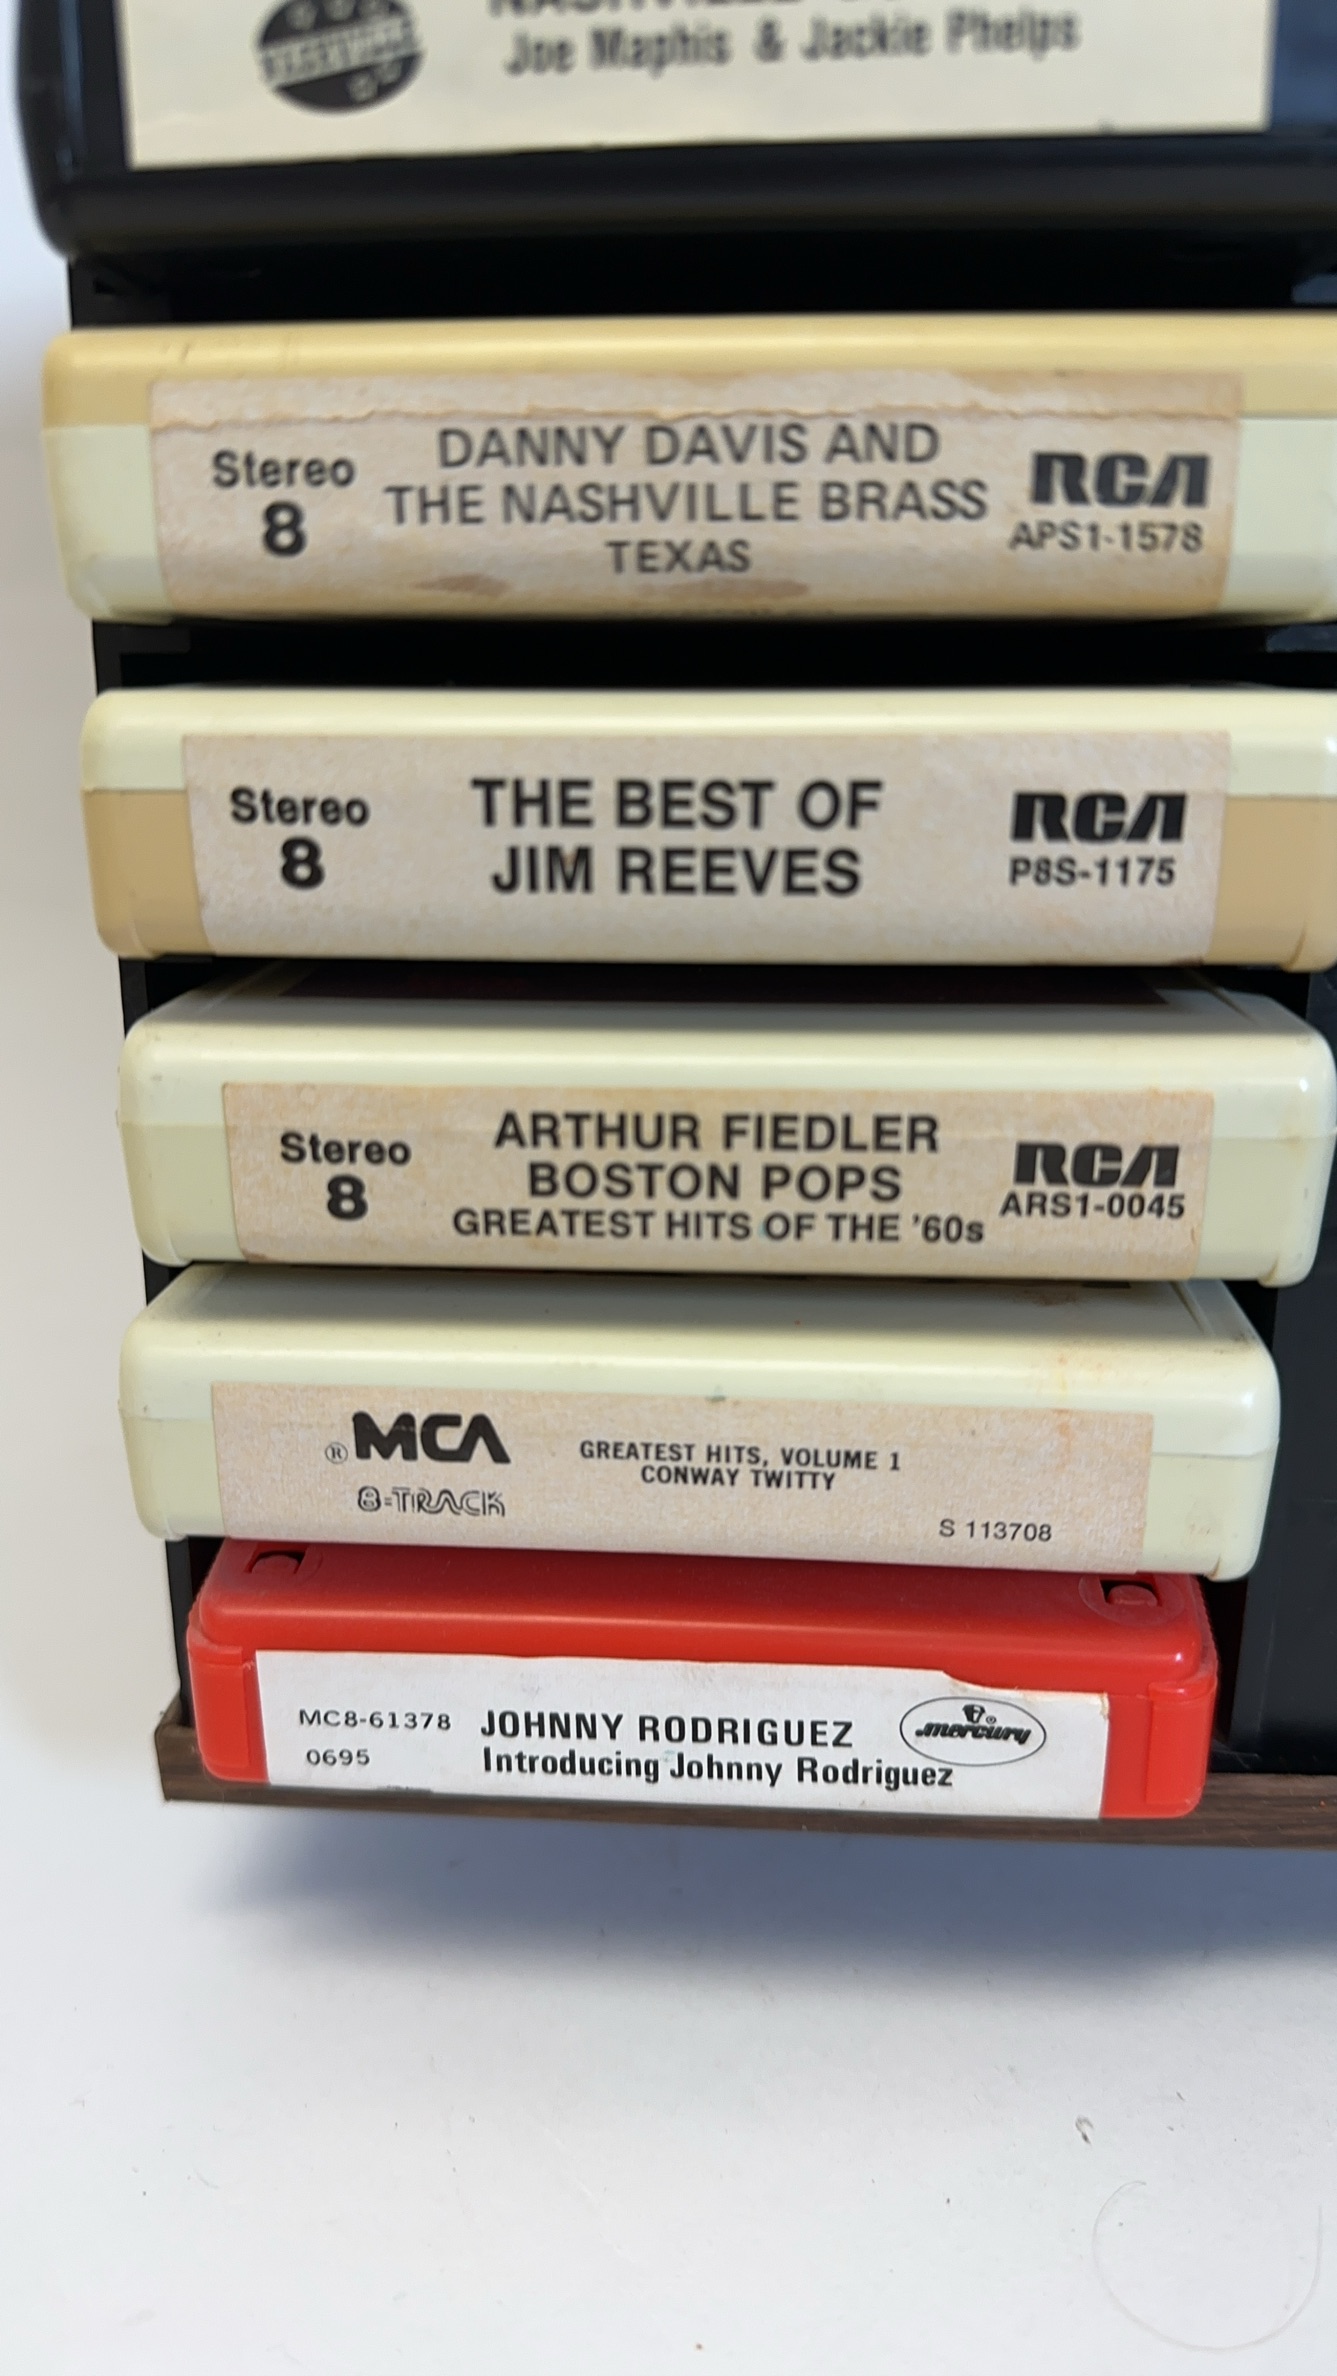 NASHVILLE
Joe Maphis & Jackie Phelps
Stereo
8
DANNY DAVIS AND
THE NASHVILLE BRASS
TEXAS
RCA
APS1-1578
Stereo
8
THE BEST OF
JIM REEVES
RCA
P8S-1175
Stereo
8
ARTHUR FIEDLER
BOSTON POPS
GREATEST HITS OF THE '60s
RCA
ARS1-0045
® MCA
8-TRACK
GREATEST HITS, VOLUME 1
CONWAY TWITTY
S 113708
MC8-61378
0695
JOHNNY RODRIGUEZ
Introducing Johnny Rodriguez
mercury ®